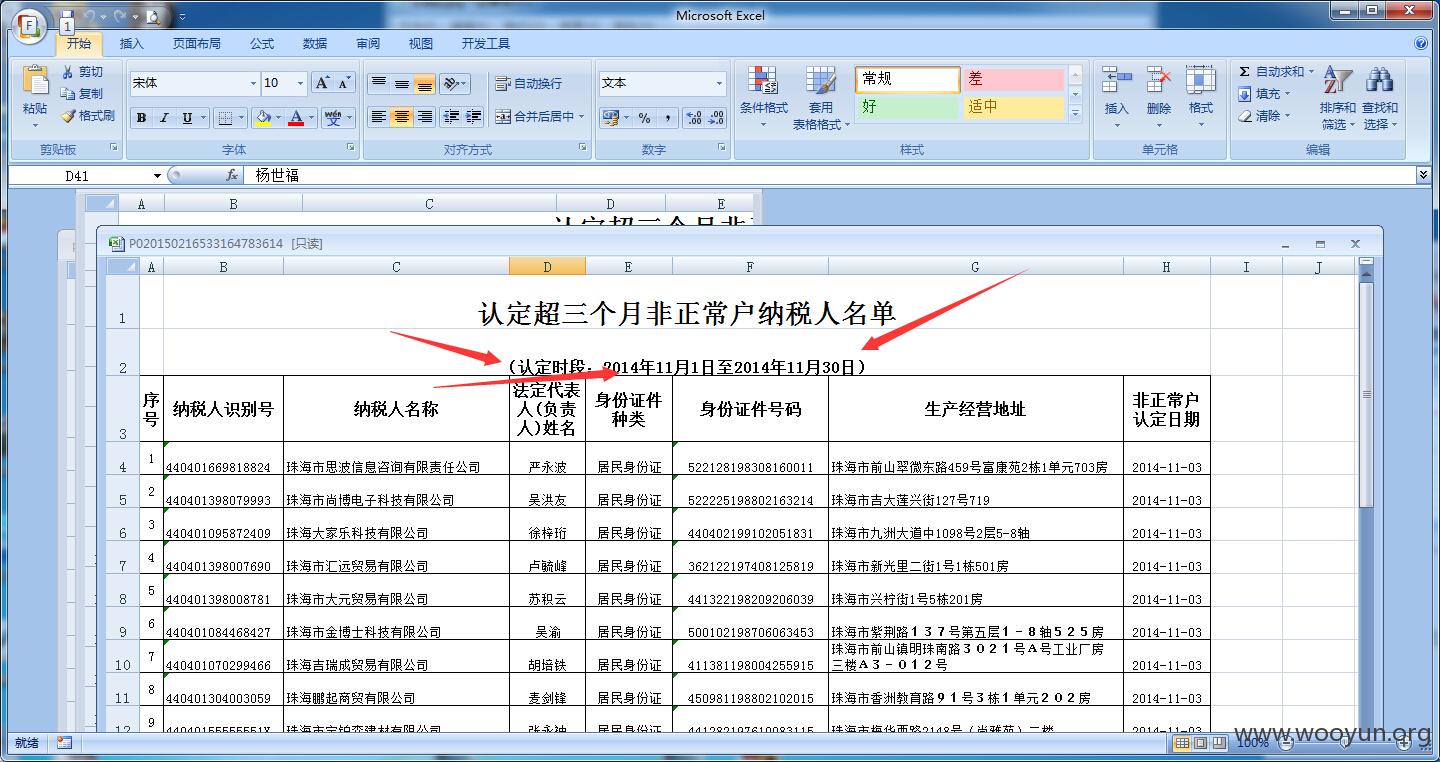 Microsoft Excel
1
开始 插入 页面布局 公式 数据 审阅 视图 开发工具
粘贴 剪切 复制 格式刷 剪贴板
宋体 10 A A B I U A wén 变 字体
自动换行 合并后居中 对齐方式
文本 % , .0 .00 .00 .0 数字
条件格式 套用表格格式 常规 差 好 适中 样式
插入 删除 格式 单元格
Σ 自动求和 填充 清除 排序和筛选 查找和选择 编辑
D41 fx 杨世福
A B C D E
P020150216533164783614 [只读]
A B C D E F G H I J
1 认定超三个月非正常户纳税人名单
2 (认定时段：2014年11月1日至2014年11月30日)
3 序号 纳税人识别号 纳税人名称 法定代表人(负责人)姓名 身份证件种类 身份证件号码 生产经营地址 非正常户认定日期
4 1 440401669818824 珠海市思波信息咨询有限责任公司 严永波 居民身份证 522128198308160011 珠海市前山翠微东路459号富康苑2栋1单元703房 2014-11-03
5 2 440401398079993 珠海市尚博电子科技有限公司 吴洪友 居民身份证 522225198802163214 珠海市吉大莲兴街127号719 2014-11-03
6 3 440401095872409 珠海大家乐科技有限公司 徐梓珩 居民身份证 440402199102051831 珠海市九洲大道中1098号2层5-8轴 2014-11-03
7 4 440401398007690 珠海市汇远贸易有限公司 卢毓峰 居民身份证 362122197408125819 珠海市新光里二街1号1栋501房 2014-11-03
8 5 440401398008781 珠海市大元贸易有限公司 苏积云 居民身份证 441322198209206039 珠海市兴柠街1号5栋201房 2014-11-03
9 6 440401084468427 珠海市金博士科技有限公司 吴渝 居民身份证 500102198706063453 珠海市紫荆路１３７号第五层１－８轴５２５房 2014-11-03
10 7 440401070299466 珠海吉瑞成贸易有限公司 胡培铁 居民身份证 411381198004255915 珠海市前山镇明珠南路３０２１号Ａ号工业厂房三楼Ａ３－０１２号 2014-11-03
11 8 440401304003059 珠海鹏起商贸有限公司 麦剑锋 居民身份证 450981198802102015 珠海市香洲教育路９１号３栋１单元２０２房 2014-11-03
12 9
就绪 100%
www.wooyun.org